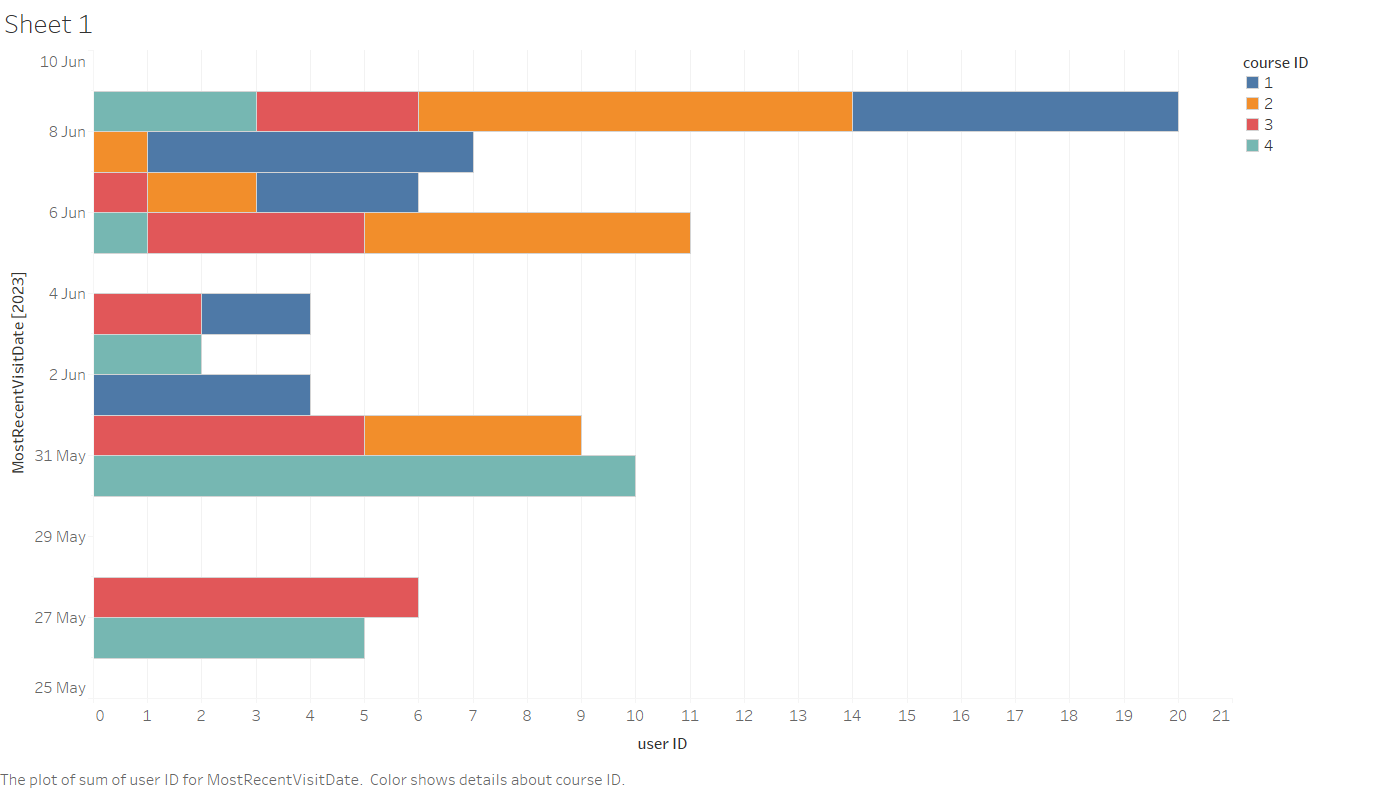 Sheet 1
10 Jun
8 Jun
6 Jun
4 Jun
2 Jun
31 May
29 May
27 May
25 May
MostRecentVisitDate [2023]
0 1 2 3 4 5 6 7 8 9 10 11 12 13 14 15 16 17 18 19 20 21
user ID
course ID
1
2
3
4
The plot of sum of user ID for MostRecentVisitDate. Color shows details about course ID.